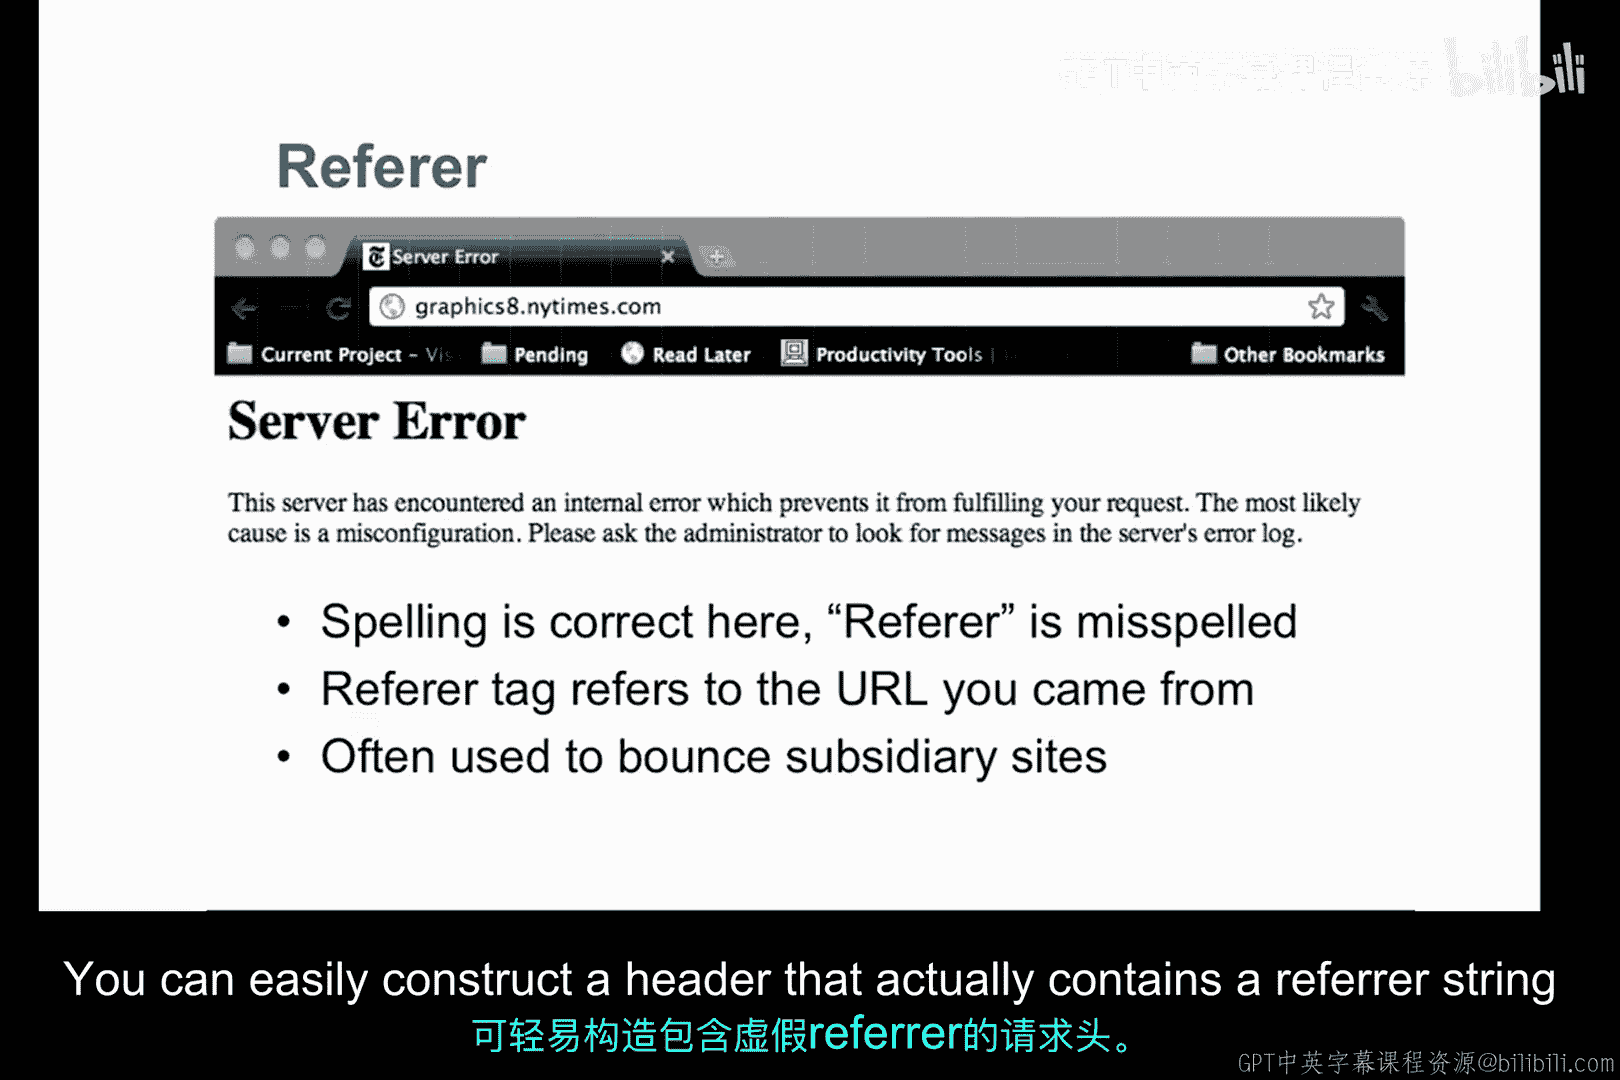 bilibili
Referer
Server Error
graphics8.nytimes.com
Current Project - Vis Pending Read Later Productivity Tools Other Bookmarks
Server Error
This server has encountered an internal error which prevents it from fulfilling your request. The most likely
cause is a misconfiguration. Please ask the administrator to look for messages in the server's error log.
• Spelling is correct here, “Referer” is misspelled
• Referer tag refers to the URL you came from
• Often used to bounce subsidiary sites
You can easily construct a header that actually contains a referrer string
可轻易构造包含虚假referrer的请求头。
GPT中英字幕课程资源@bilibili.com